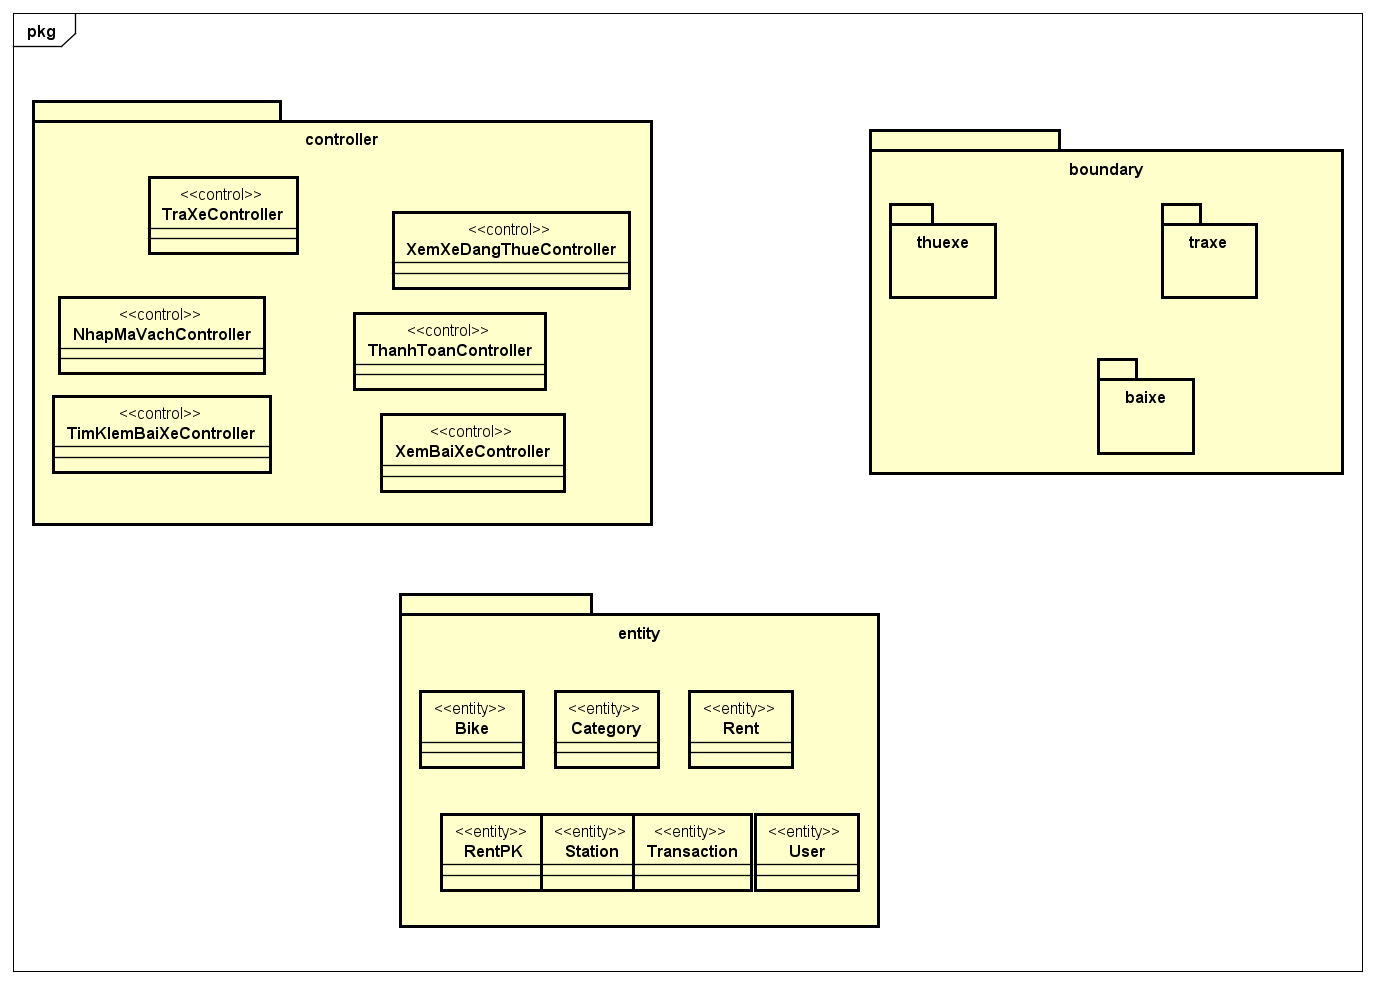 pkg
controller
<<control>>
TraXeController
<<control>>
XemXeDangThueController
<<control>>
NhapMaVachController
<<control>>
ThanhToanController
<<control>>
TimKIemBaiXeController
<<control>>
XemBaiXeController
boundary
thuexe
traxe
baixe
entity
<<entity>>
Bike
<<entity>>
Category
<<entity>>
Rent
<<entity>>
RentPK
<<entity>>
Station
<<entity>>
Transaction
<<entity>>
User